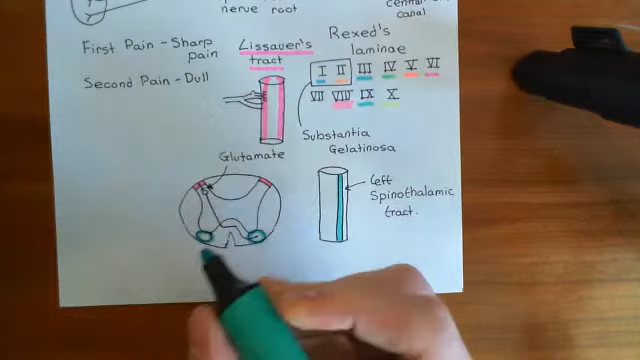 nerve root
canal
First Pain - Sharp
pain
Second Pain - Dull
Lissauer's
tract
Rexed's
laminae
I II III IV V VI
VII VIII IX X
Substantia
Gelatinosa
Glutamate
left
Spinothalamic
tract.